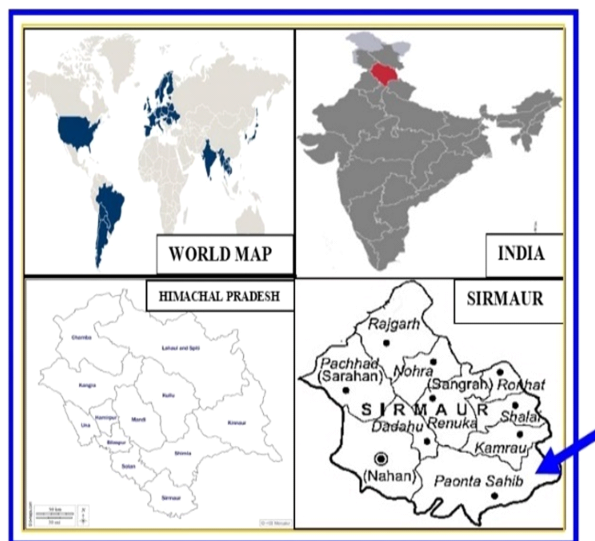 WORLD MAP
INDIA
HIMACHAL PRADESH
Chamba
Lahaul and Spiti
Kangra
Kullu
Hamirpur
Una
Mandi
Kinnaur
Bilaspur
Shimla
Solan
Sirmaur
SIRMAUR
Rajgarh
Pachhad
Nohra
(Sarahan)
(Sangrah)
Ronhat
SIRMAUR
Shalai
Dadahu
Renuka
Kamrau
(Nahan)
Paonta Sahib